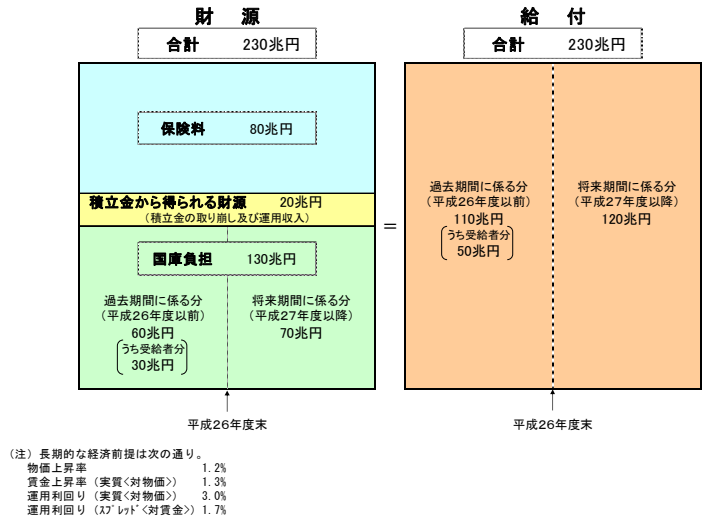 財　源
合計　230兆円
保険料　80兆円
積立金から得られる財源　20兆円
（積立金の取り崩し及び運用収入）
国庫負担　130兆円
過去期間に係る分
（平成26年度以前）
60兆円
うち受給者分
30兆円
将来期間に係る分
（平成27年度以降）
70兆円
平成26年度末
＝
給　付
合計　230兆円
過去期間に係る分
（平成26年度以前）
110兆円
うち受給者分
50兆円
将来期間に係る分
（平成27年度以降）
120兆円
平成26年度末
（注）長期的な経済前提は次の通り。
物価上昇率　1.2%
賃金上昇率（実質<対物価>）　1.3%
運用利回り（実質<対物価>）　3.0%
運用利回り（ｽﾌﾟﾚｯﾄﾞ<対賃金>）1.7%